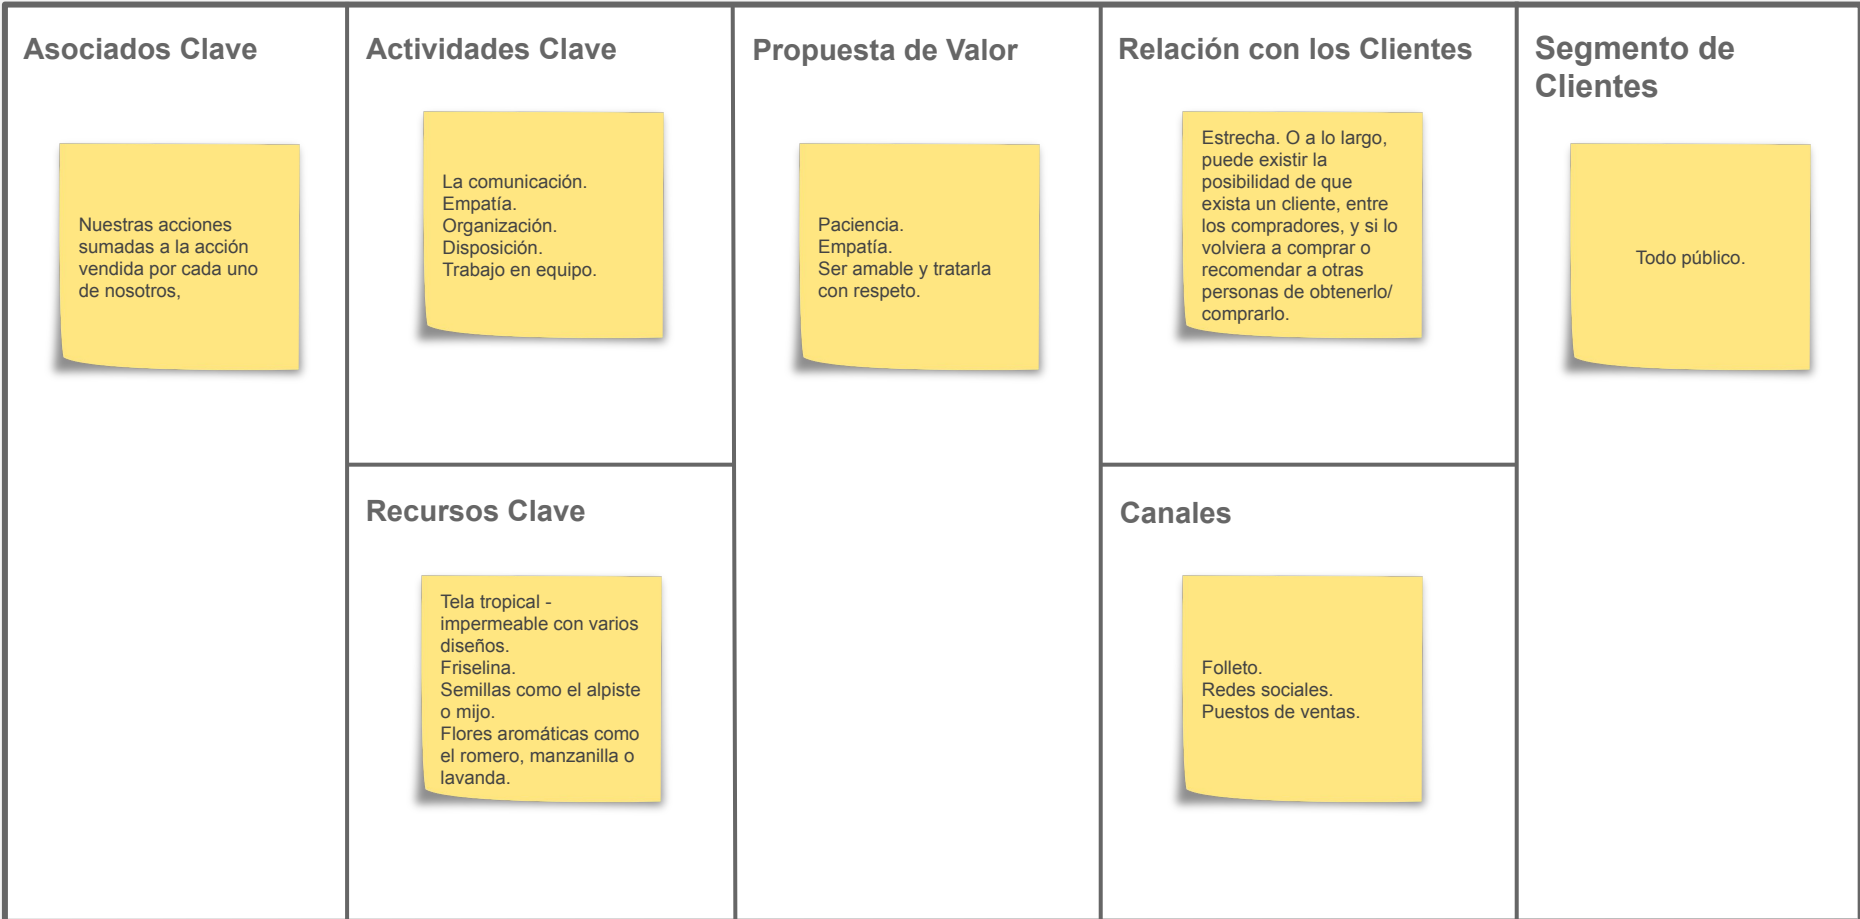 Asociados Clave
Nuestras acciones
sumadas a la acción
vendida por cada uno
de nosotros,
Actividades Clave
La comunicación.
Empatía.
Organización.
Disposición.
Trabajo en equipo.
Recursos Clave
Tela tropical -
impermeable con varios
diseños.
Friselina.
Semillas como el alpiste
o mijo.
Flores aromáticas como
el romero, manzanilla o
lavanda.
Propuesta de Valor
Paciencia.
Empatía.
Ser amable y tratarla
con respeto.
Relación con los Clientes
Estrecha. O a lo largo,
puede existir la
posibilidad de que
exista un cliente, entre
los compradores, y si lo
volviera a comprar o
recomendar a otras
personas de obtenerlo/
comprarlo.
Canales
Folleto.
Redes sociales.
Puestos de ventas.
Segmento de
Clientes
Todo público.